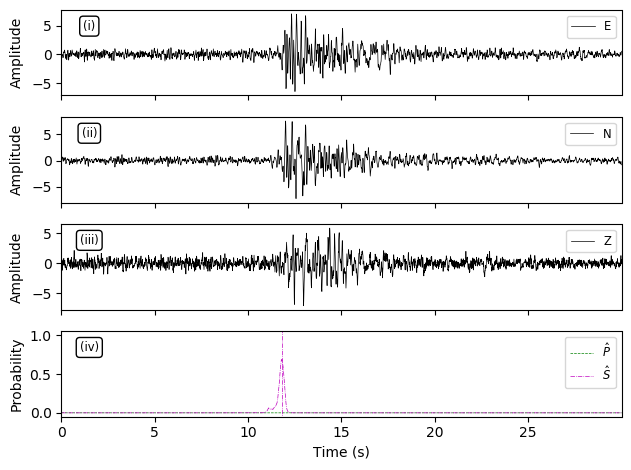 (i)
E
Amplitude
5
0
−5
(ii)
N
Amplitude
5
0
−5
(iii)
Z
Amplitude
5
0
−5
(iv)
P̂
Ŝ
Probability
1.0
0.5
0.0
0 5 10 15 20 25
Time (s)